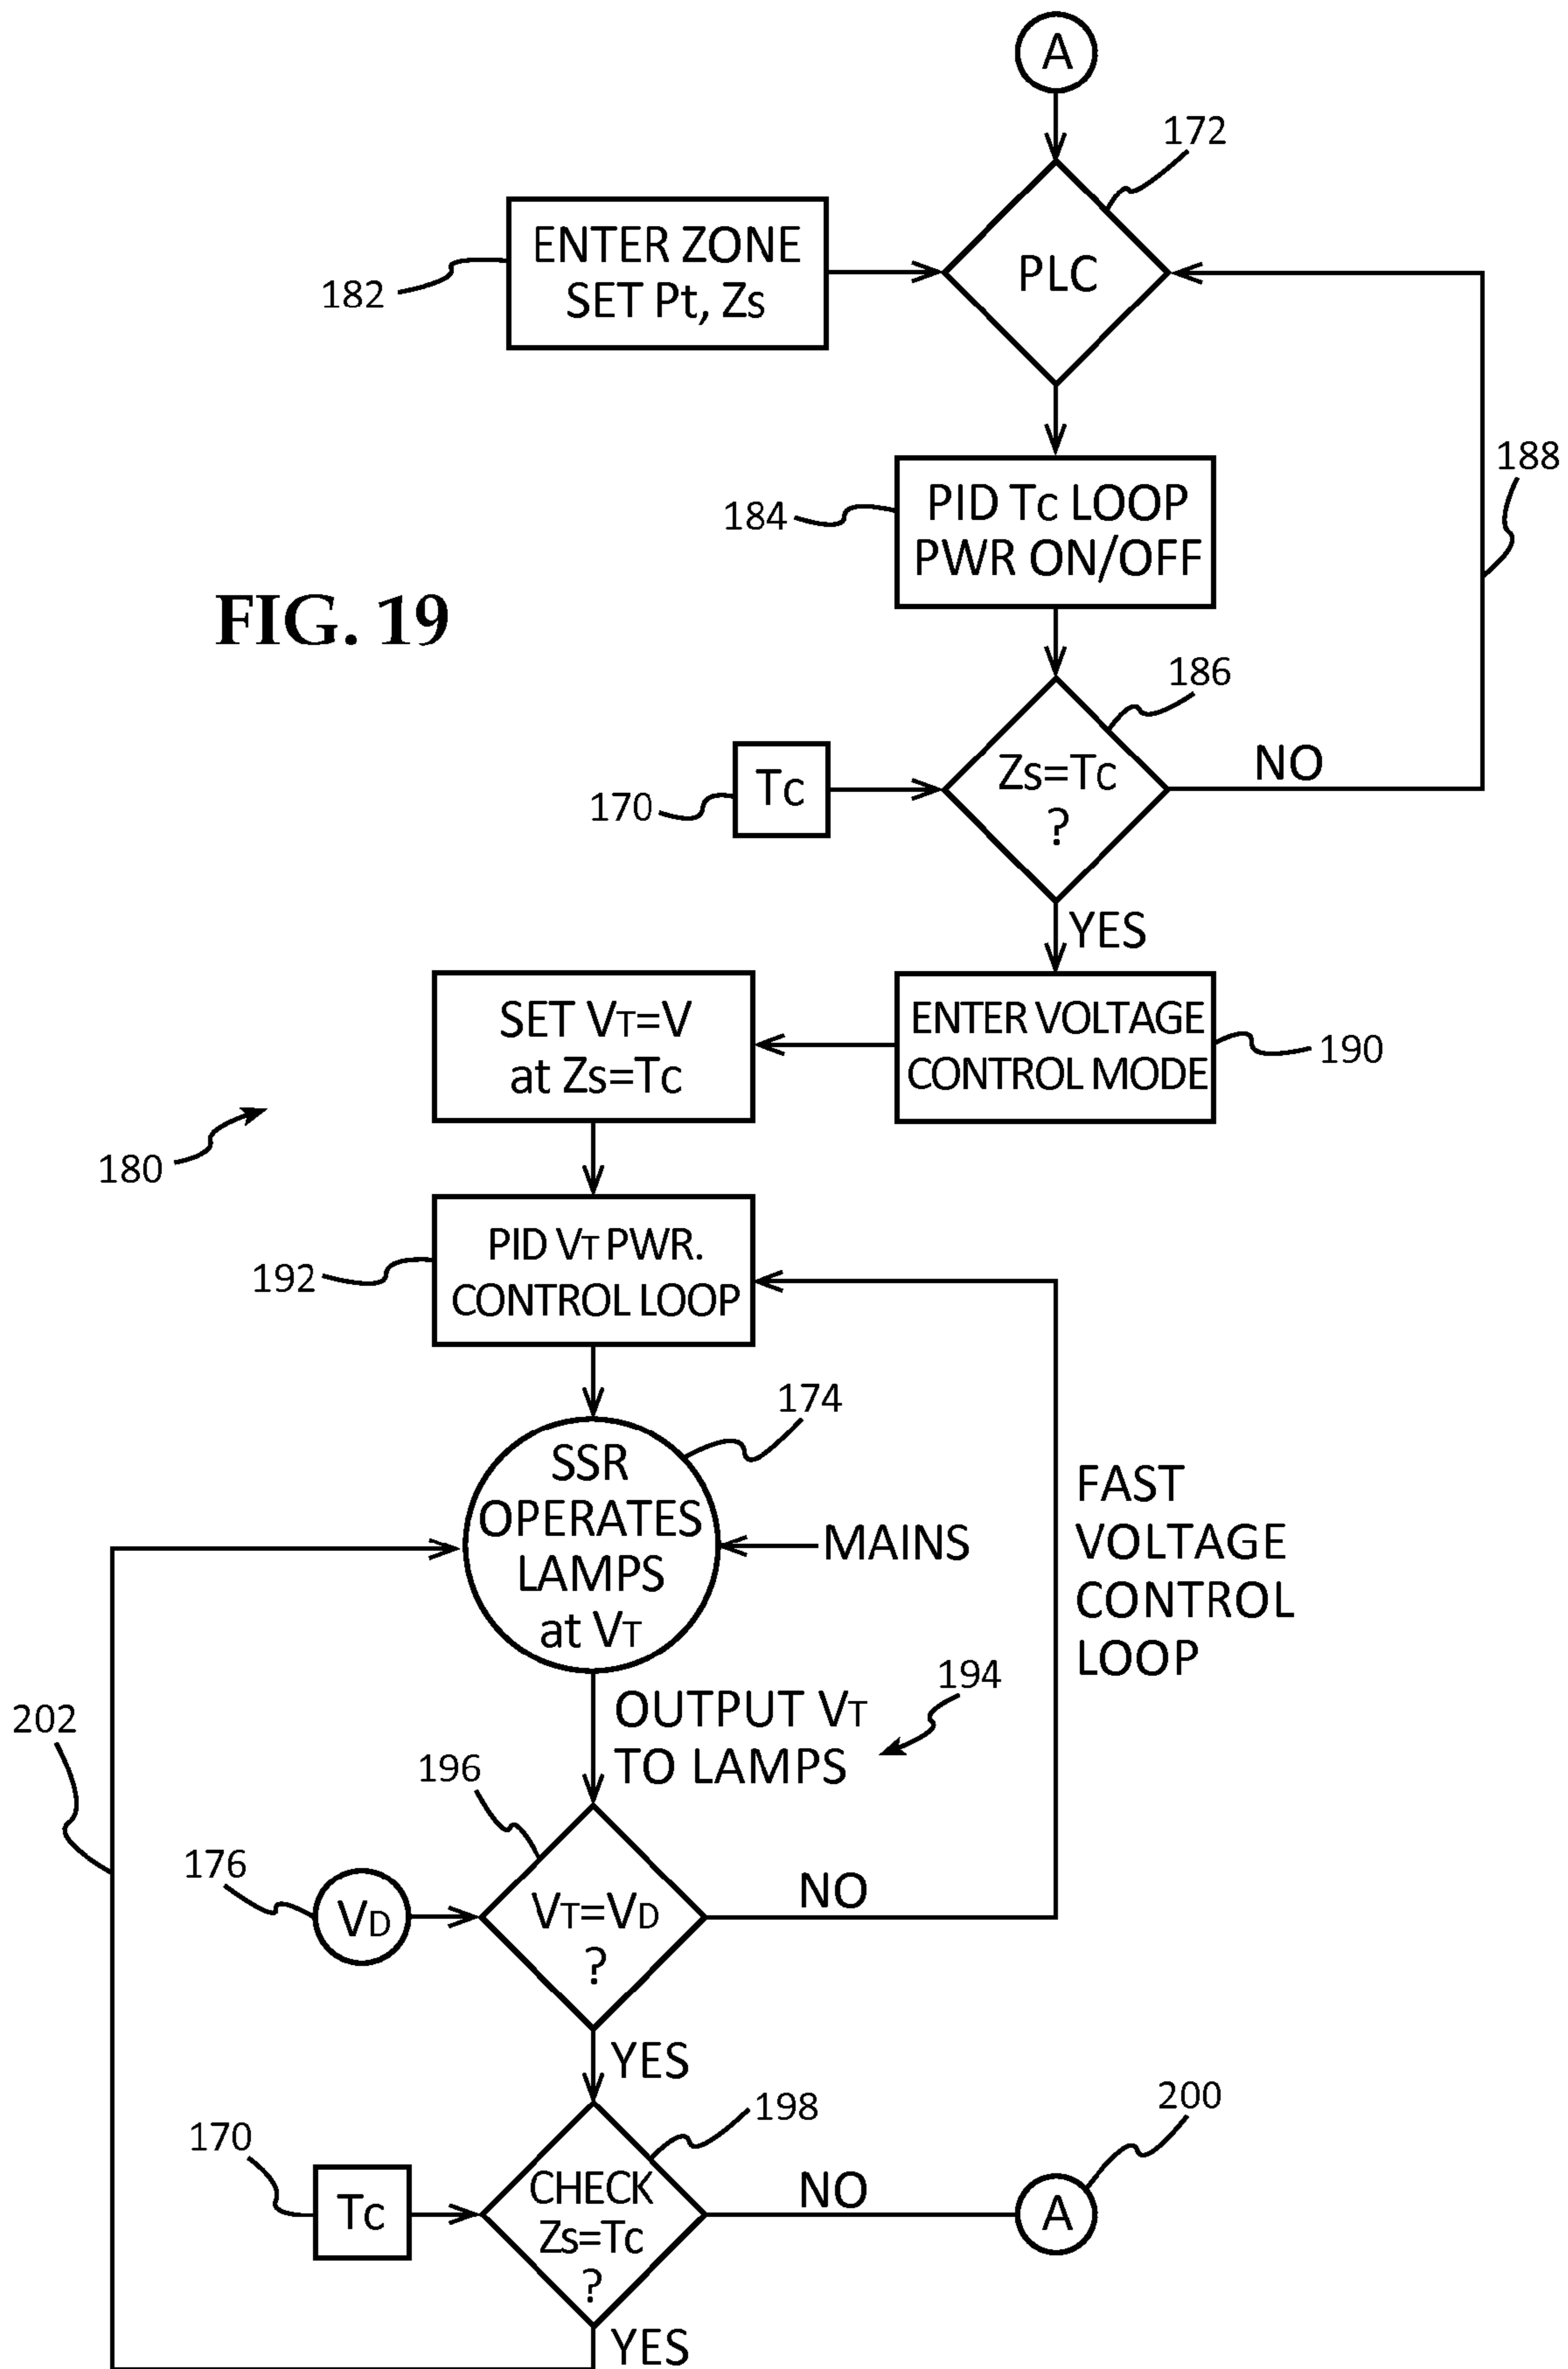 A
172
ENTER ZONE
SET Pt, Zs
182
PLC
188
PID Tc LOOP
PWR ON/OFF
184
FIG. 19
186
Zs=Tc
?
NO
Tc
170
YES
SET VT=V
at Zs=Tc
ENTER VOLTAGE
CONTROL MODE
190
180
PID VT PWR.
CONTROL LOOP
192
174
SSR
OPERATES
LAMPS
at VT
MAINS
FAST
VOLTAGE
CONTROL
LOOP
194
OUTPUT VT
TO LAMPS
202
196
176
VD
VT=VD
?
NO
YES
198
200
170
Tc
CHECK
Zs=Tc
?
NO
A
YES